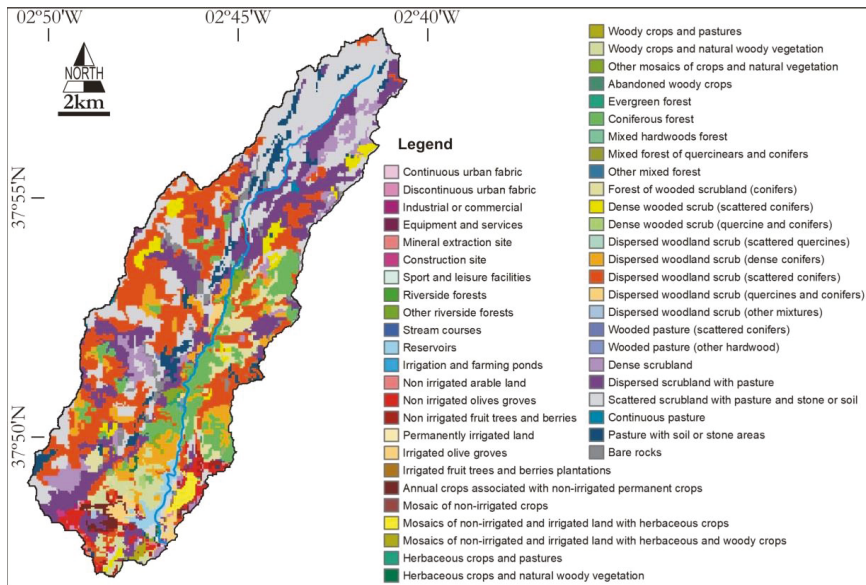 02°50'W 02°45'W 02°40'W
NORTH
2km
37°55'N
37°50'N
Legend
Continuous urban fabric
Discontinuous urban fabric
Industrial or commercial
Equipment and services
Mineral extraction site
Construction site
Sport and leisure facilities
Riverside forests
Other riverside forests
Stream courses
Reservoirs
Irrigation and farming ponds
Non irrigated arable land
Non irrigated olives groves
Non irrigated fruit trees and berries
Permanently irrigated land
Irrigated olive groves
Irrigated fruit trees and berries plantations
Annual crops associated with non-irrigated permanent crops
Mosaic of non-irrigated crops
Mosaics of non-irrigated and irrigated land with herbaceous crops
Mosaics of non-irrigated and irrigated land with herbaceous and woody crops
Herbaceous crops and pastures
Herbaceous crops and natural woody vegetation
Woody crops and pastures
Woody crops and natural woody vegetation
Other mosaics of crops and natural vegetation
Abandoned woody crops
Evergreen forest
Coniferous forest
Mixed hardwoods forest
Mixed forest of quercinears and conifers
Other mixed forest
Forest of wooded scrubland (conifers)
Dense wooded scrub (scattered conifers)
Dense wooded scrub (quercine and conifers)
Dispersed woodland scrub (scattered quercines)
Dispersed woodland scrub (dense conifers)
Dispersed woodland scrub (scattered conifers)
Dispersed woodland scrub (quercines and conifers)
Dispersed woodland scrub (other mixtures)
Wooded pasture (scattered conifers)
Wooded pasture (other hardwood)
Dense scrubland
Dispersed scrubland with pasture
Scattered scrubland with pasture and stone or soil
Continuous pasture
Pasture with soil or stone areas
Bare rocks